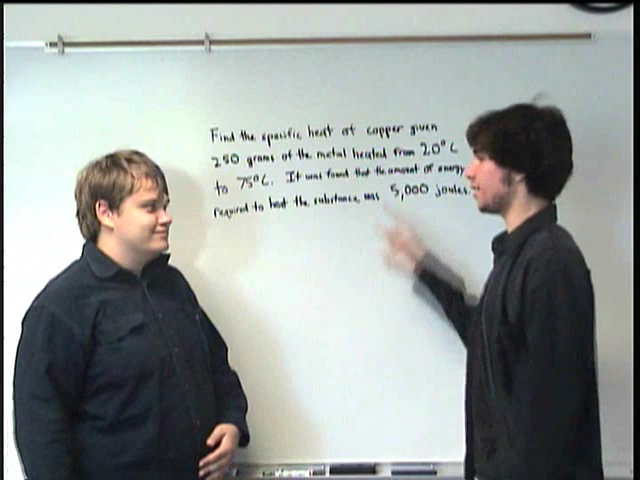 Find the specific heat of copper given
250 grams of the metal heated from 20°C
to 75°C. It was found that the amount of energy
required to heat the substance was 5,000 joules.